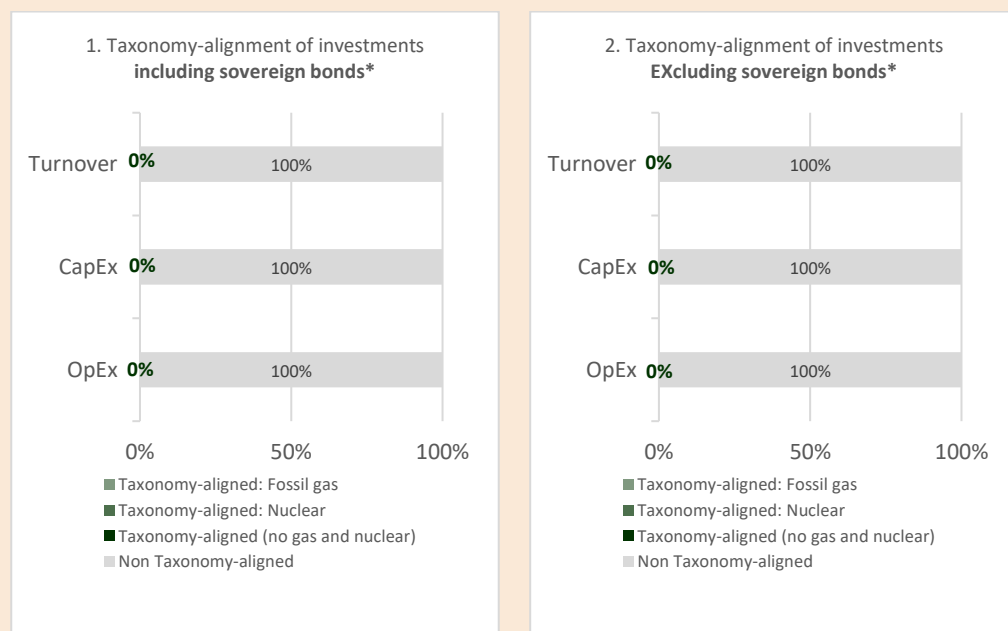 1. Taxonomy-alignment of investments
including sovereign bonds*
Turnover 0% 100%
CapEx 0% 100%
OpEx 0% 100%
0% 50% 100%
Taxonomy-aligned: Fossil gas
Taxonomy-aligned: Nuclear
Taxonomy-aligned (no gas and nuclear)
Non Taxonomy-aligned
2. Taxonomy-alignment of investments
EXcluding sovereign bonds*
Turnover 0% 100%
CapEx 0% 100%
OpEx 0% 100%
0% 50% 100%
Taxonomy-aligned: Fossil gas
Taxonomy-aligned: Nuclear
Taxonomy-aligned (no gas and nuclear)
Non Taxonomy-aligned